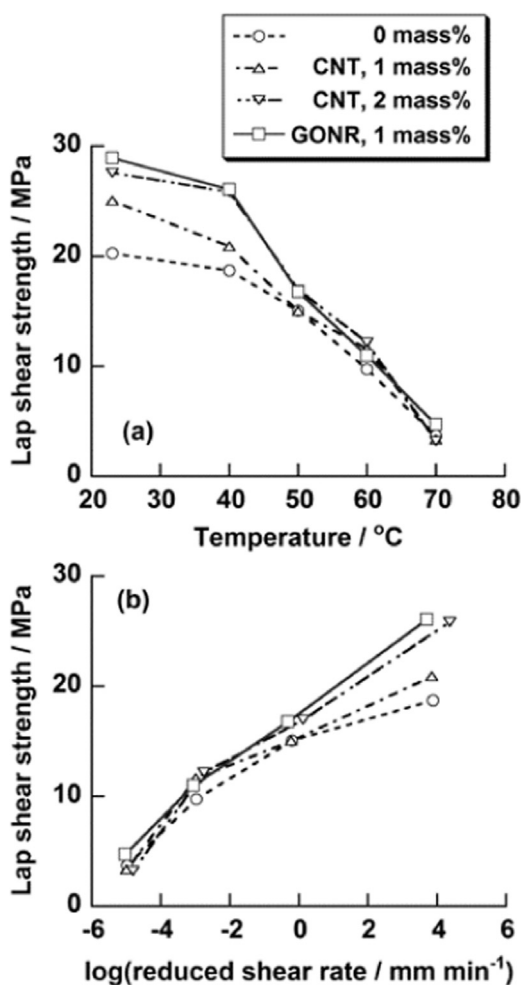 0 mass%
CNT, 1 mass%
CNT, 2 mass%
GONR, 1 mass%
30
20
10
0
Lap shear strength / MPa
(a)
20 30 40 50 60 70 80
Temperature / °C
30
20
10
0
Lap shear strength / MPa
(b)
-6 -4 -2 0 2 4 6
log(reduced shear rate / mm min⁻¹)